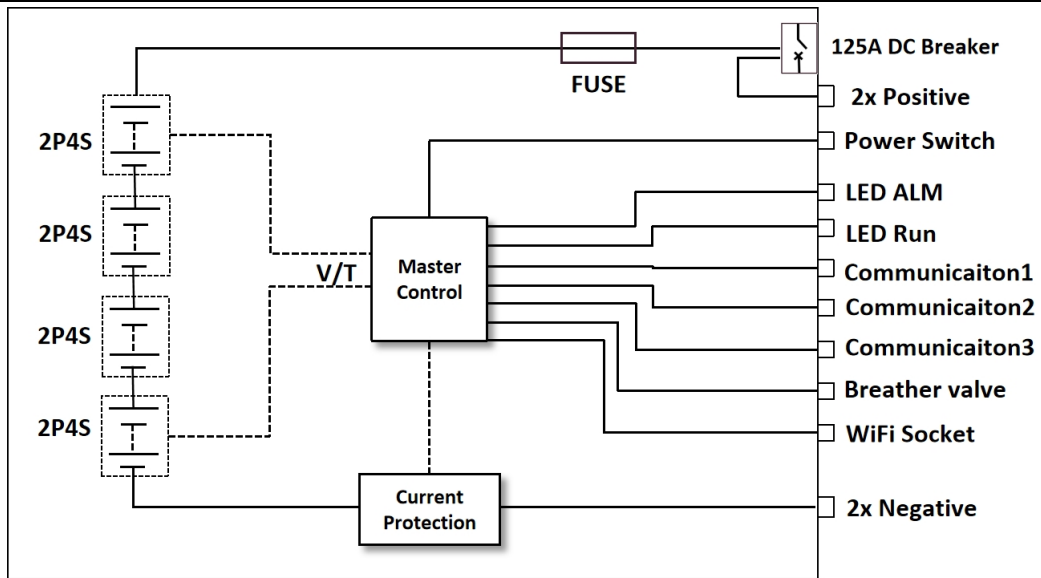 125A DC Breaker
FUSE
2x Positive
2P4S
Power Switch
LED ALM
2P4S
LED Run
V/T
Master
Control
Communicaiton1
Communicaiton2
2P4S
Communicaiton3
Breather valve
2P4S
WiFi Socket
Current
Protection
2x Negative